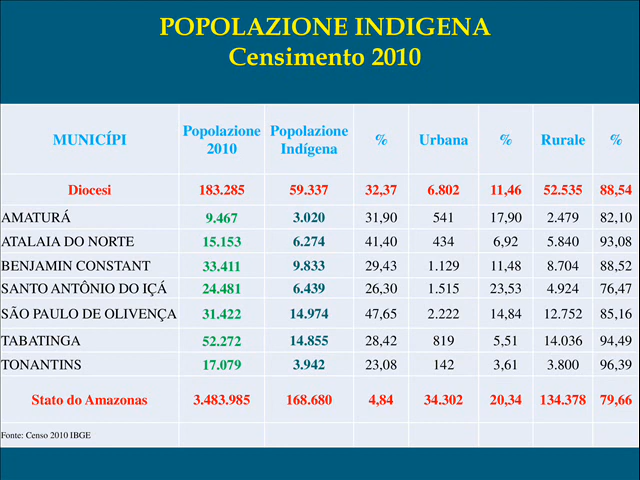 POPOLAZIONE INDIGENA
Censimento 2010
MUNICÍPI Popolazione 2010 Popolazione Indígena % Urbana % Rurale %
Diocesi 183.285 59.337 32,37 6.802 11,46 52.535 88,54
AMATURÁ 9.467 3.020 31,90 541 17,90 2.479 82,10
ATALAIA DO NORTE 15.153 6.274 41,40 434 6,92 5.840 93,08
BENJAMIN CONSTANT 33.411 9.833 29,43 1.129 11,48 8.704 88,52
SANTO ANTÔNIO DO IÇÁ 24.481 6.439 26,30 1.515 23,53 4.924 76,47
SÃO PAULO DE OLIVENÇA 31.422 14.974 47,65 2.222 14,84 12.752 85,16
TABATINGA 52.272 14.855 28,42 819 5,51 14.036 94,49
TONANTINS 17.079 3.942 23,08 142 3,61 3.800 96,39
Stato do Amazonas 3.483.985 168.680 4,84 34.302 20,34 134.378 79,66
Fonte: Censo 2010 IBGE